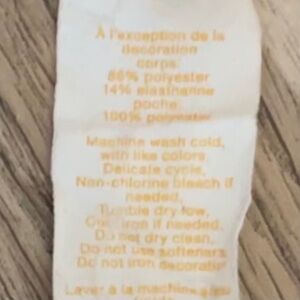 À l'exception de la
decoration
corps:
86% polyester
14% elasthanne
poche:
100% polyester
Machine wash cold,
with like colors,
Delicate cycle,
Non-chlorine bleach if
needed,
Tumble dry low,
Cool iron if needed,
Do not dry clean,
Do not use softeners
Do not iron decoration
Laver à la machine à l'eau